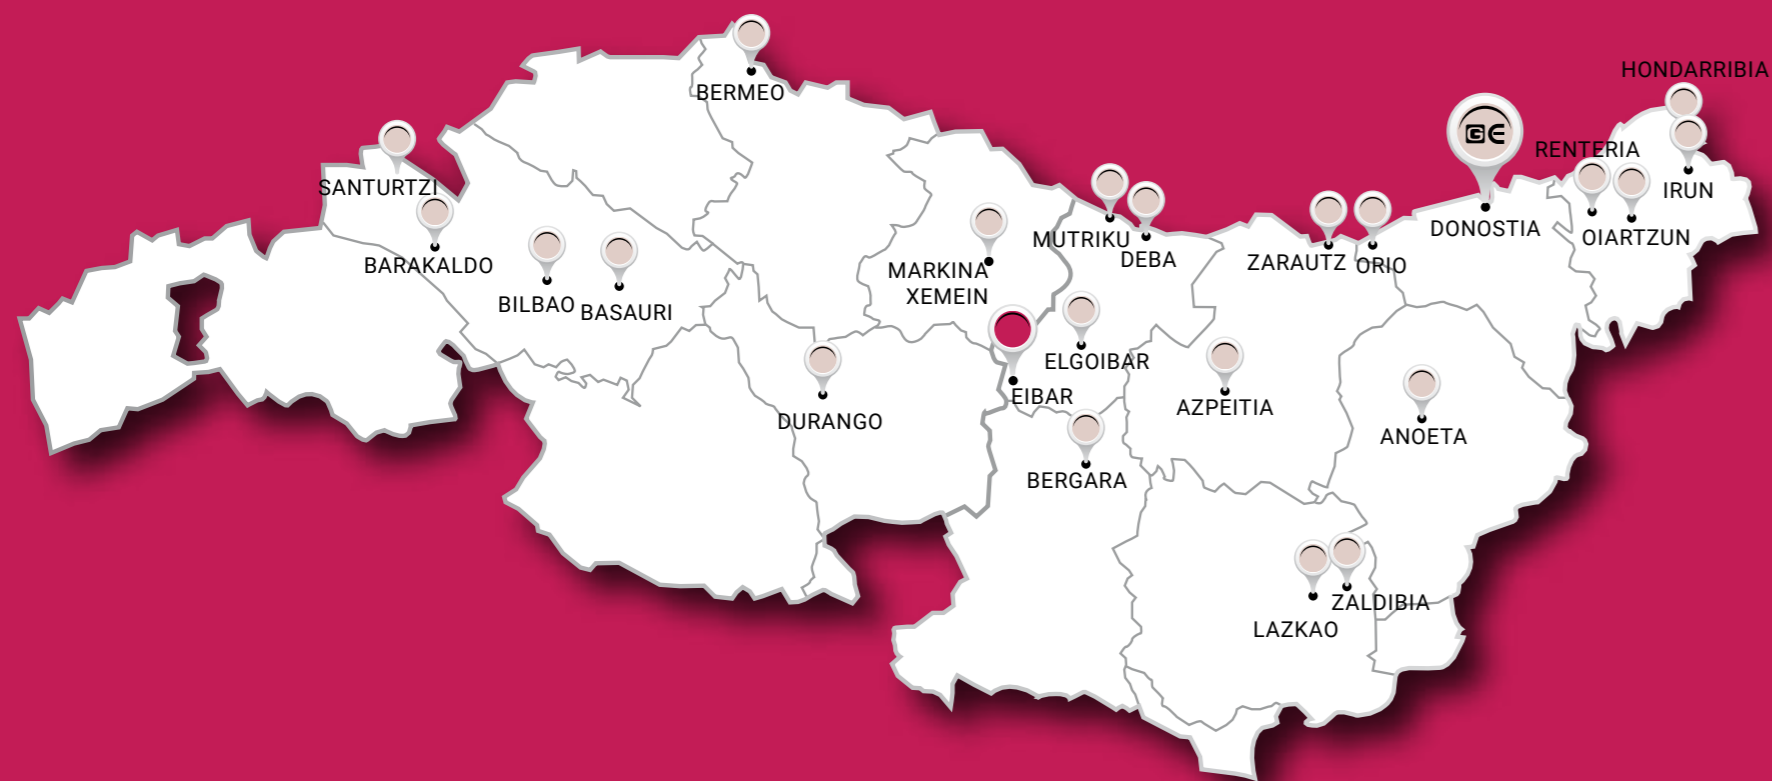 HONDARRIBIA
BERMEO
GE
RENTERIA
SANTURTZI
IRUN
DONOSTIA
OIARTZUN
MUTRIKU
DEBA
ZARAUTZ
ORIO
BARAKALDO
MARKINA
XEMEIN
BILBAO
BASAURI
ELGOIBAR
EIBAR
AZPEITIA
DURANGO
ANOETA
BERGARA
ZALDIBIA
LAZKAO